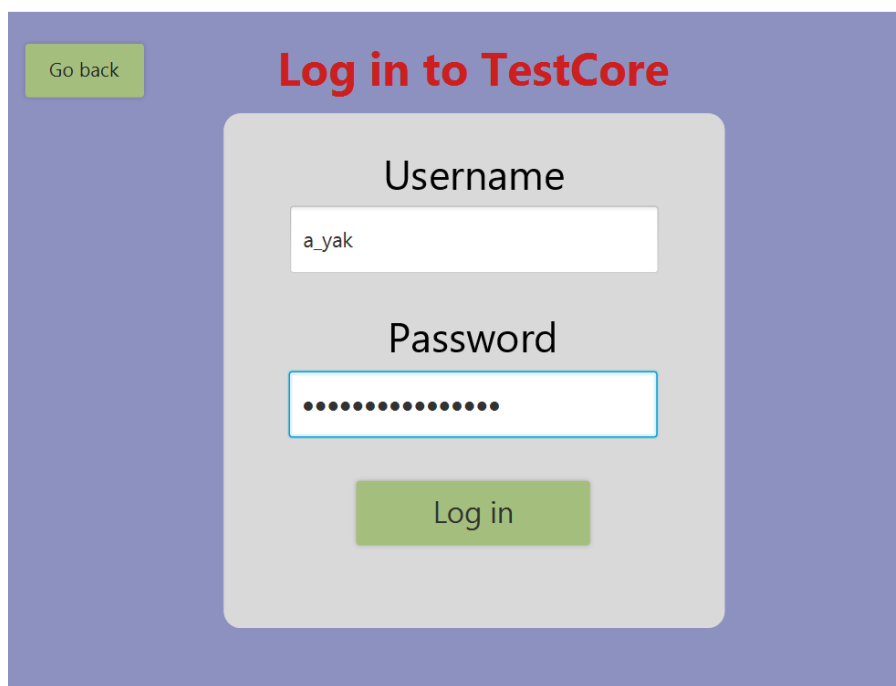 Go back
Log in to TestCore
Username
a_yak
Password
••••••••••••••••
Log in